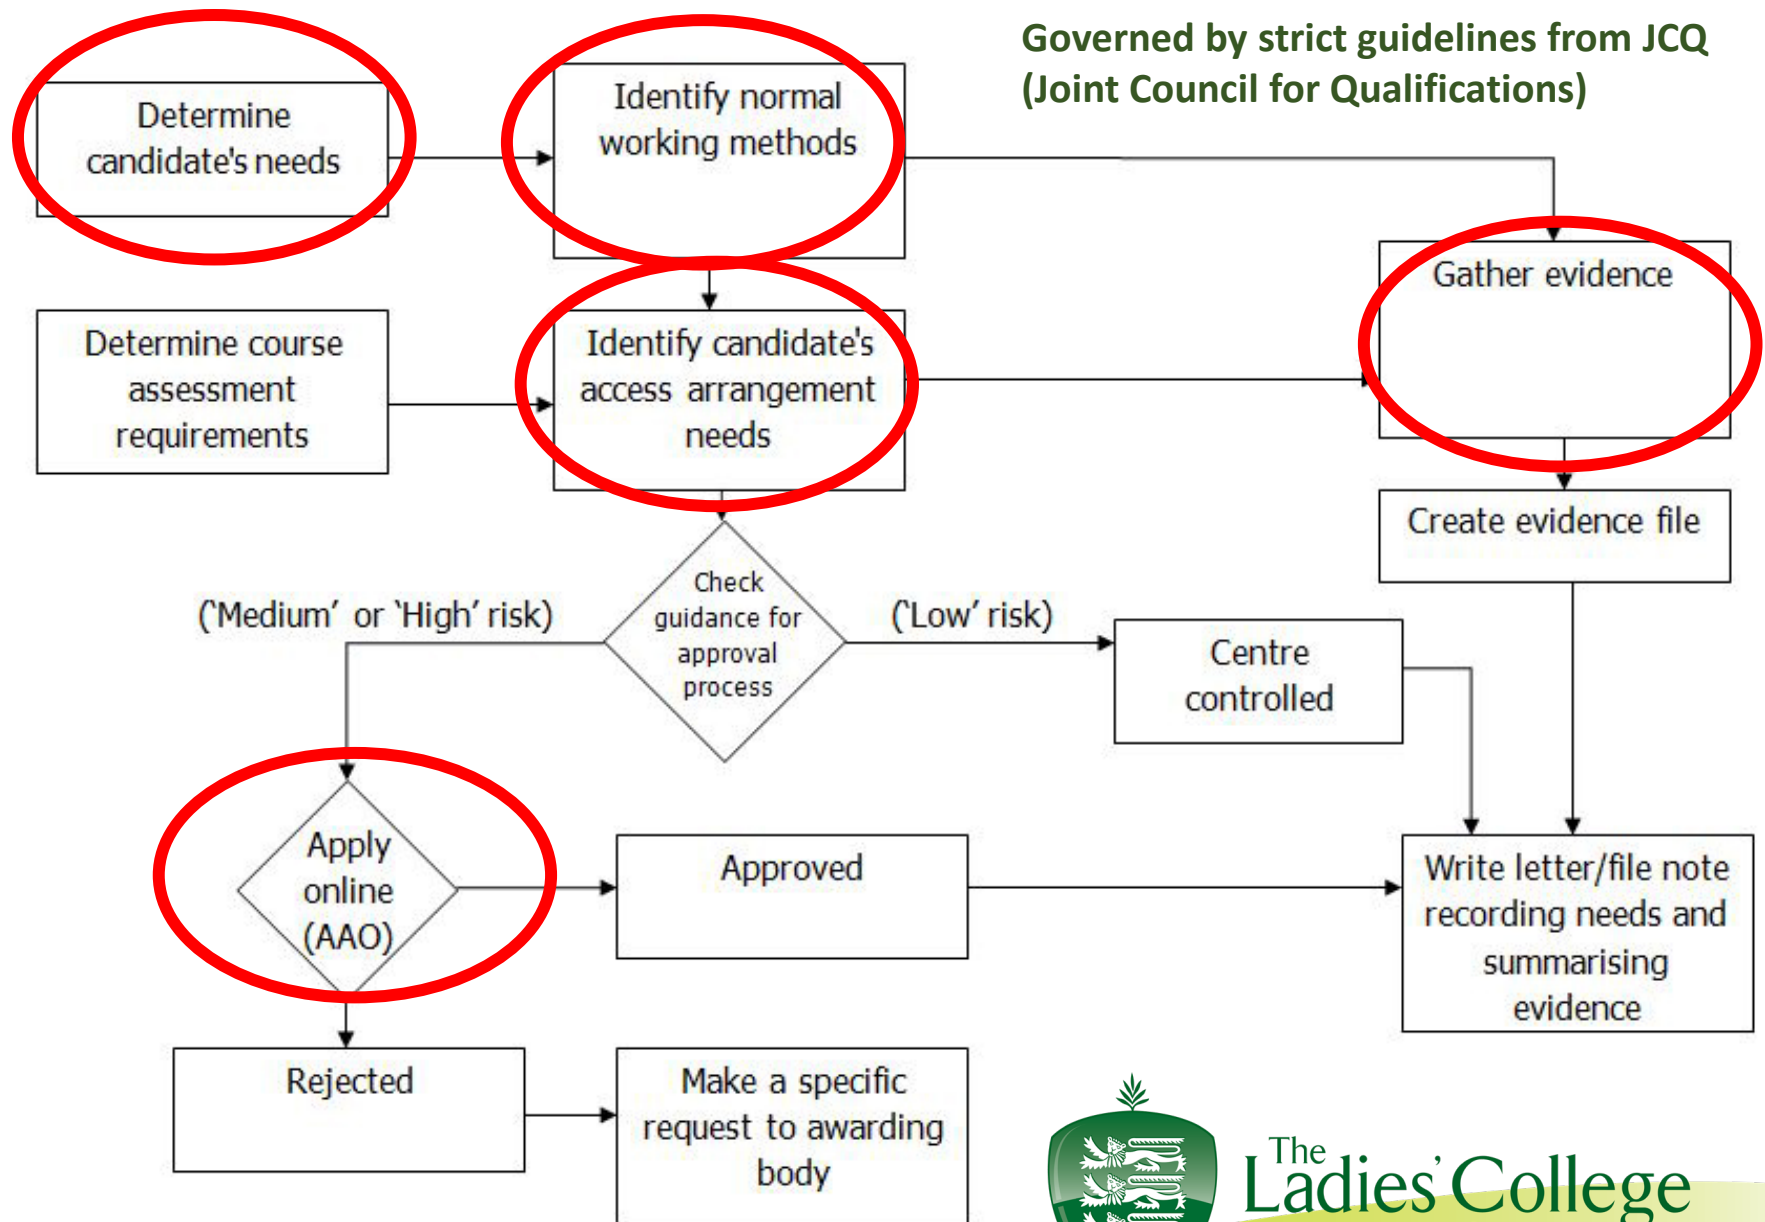 Governed by strict guidelines from JCQ
(Joint Council for Qualifications)
Determine
candidate's needs
Identify normal
working methods
Gather evidence
Determine course
assessment
requirements
Identify candidate's
access arrangement
needs
Create evidence file
Check
guidance for
approval
process
('Medium' or 'High' risk)
('Low' risk)
Centre
controlled
Apply
online
(AAO)
Approved
Write letter/file note
recording needs and
summarising
evidence
Rejected
Make a specific
request to awarding
body
The
Ladies' College